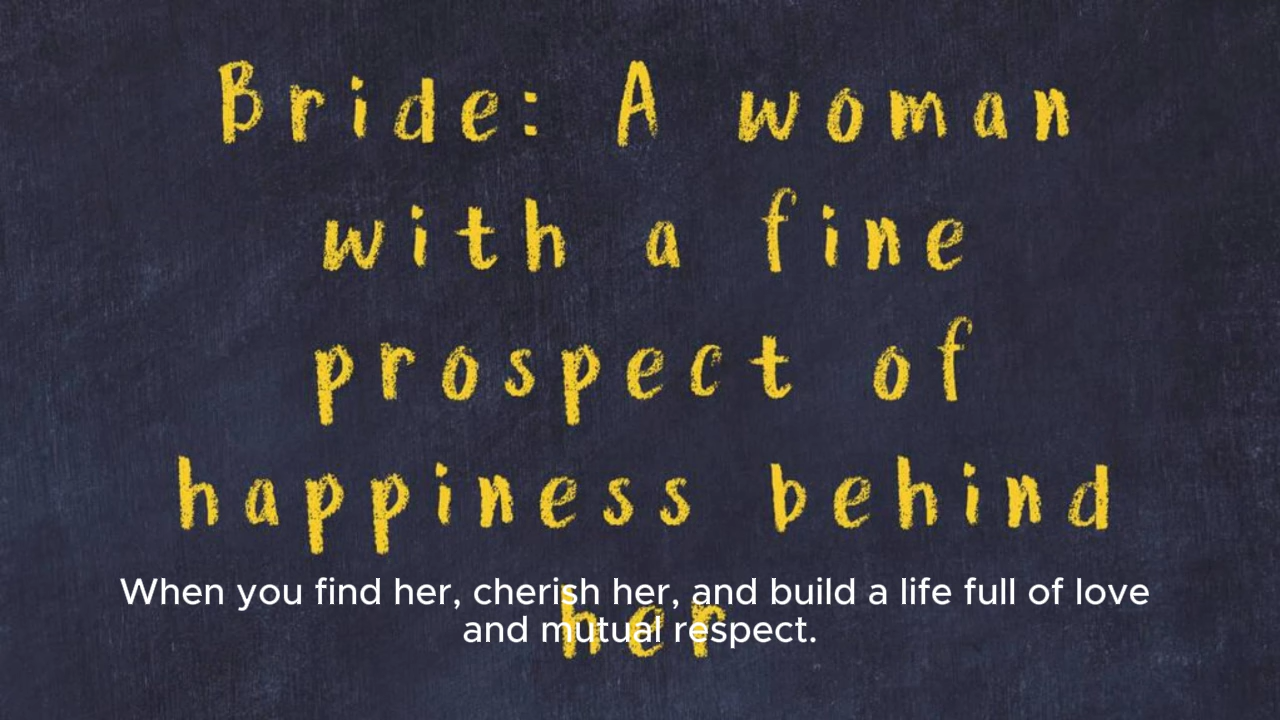 Bride: A woman
with a fine
prospect of
happiness behind
her
When you find her, cherish her, and build a life full of love
and mutual respect.